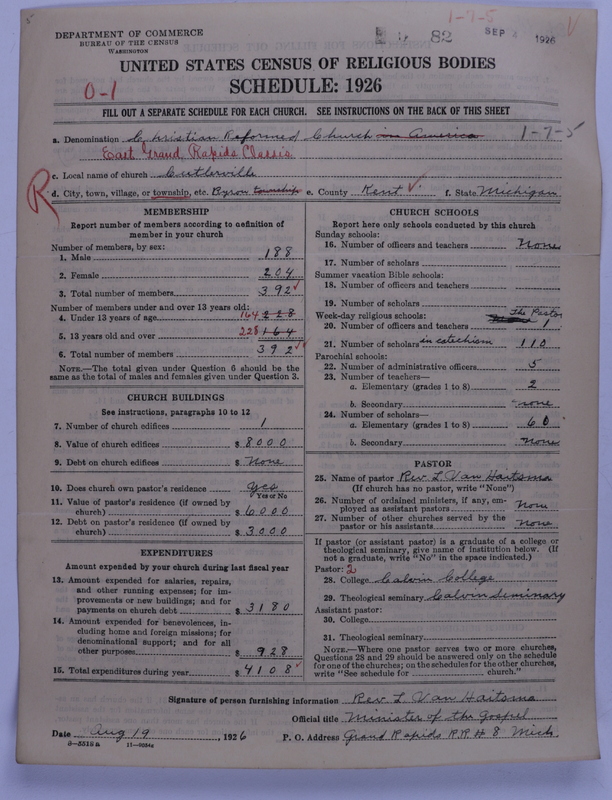 5
1-7-5
V
DEPARTMENT OF COMMERCE
BUREAU OF THE CENSUS
WASHINGTON
82
SEP 4 1926
UNITED STATES CENSUS OF RELIGIOUS BODIES
0-1
SCHEDULE: 1926
FILL OUT A SEPARATE SCHEDULE FOR EACH CHURCH. SEE INSTRUCTIONS ON THE BACK OF THIS SHEET
a. Denomination Christian Reformed Church in America 1-7-5
East Grand Rapids Classis
c. Local name of church Cutlerville
R
d. City, town, village, or township, etc. Byron township e. County Kent f. State Michigan
MEMBERSHIP
Report number of members according to definition of
member in your church
Number of members, by sex:
1. Male 188
2. Female 204
3. Total number of members 392
Number of members under and over 13 years old:
4. Under 13 years of age 164 228
5. 13 years old and over 228 164
6. Total number of members 392
NOTE.—The total given under Question 6 should be
same as the total of males and females given under Question 3.
CHURCH BUILDINGS
See instructions, paragraphs 10 to 12
7. Number of church edifices 1
8. Value of church edifices $ 8000
9. Debt on church edifices $ None
10. Does church own pastor's residence yes
Yes or No
11. Value of pastor's residence (if owned by
church) $ 6000
12. Debt on pastor's residence (if owned by
church) $ 3000
EXPENDITURES
Amount expended by your church during last fiscal year
13. Amount expended for salaries, repairs,
and other running expenses; for im-
provements or new buildings; and for
payments on church debt $ 3180
14. Amount expended for benevolences, in-
cluding home and foreign missions; for
denominational support; and for all
other purposes $ 928
15. Total expenditures during year $ 4108
CHURCH SCHOOLS
Report here only schools conducted by this church
Sunday schools:
16. Number of officers and teachers None
17. Number of scholars
Summer vacation Bible schools:
18. Number of officers and teachers
19. Number of scholars
Week-day religious schools: the Pastor
20. Number of officers and teachers 1
21. Number of scholars in catechism 110
Parochial schools:
22. Number of administrative officers 5
23. Number of teachers—
a. Elementary (grades 1 to 8) 2
b. Secondary none
24. Number of scholars—
a. Elementary (grades 1 to 8) 60
b. Secondary none
PASTOR
25. Name of pastor Rev. L Van Haitsma
(If church has no pastor, write "None")
26. Number of ordained ministers, if any, em-
ployed as assistant pastors None
27. Number of other churches served by the
pastor or his assistants none
If pastor (or assistant pastor) is a graduate of a college or
theological seminary, give name of institution below. (If
not a graduate, write "No" in the space indicated.)
Pastor: 2
28. College Calvin College
29. Theological seminary Calvin Seminary
Assistant pastor:
30. College
31. Theological seminary
NOTE.—Where one pastor serves two or more churches,
Questions 28 and 29 should be answered only on the schedule
for one of the churches; on the schedules for the other churches,
write "See schedule for church."
Signature of person furnishing information Rev. L Van Haitsma
Official title Minister of the Gospel
Date Aug 19, 1926 P. O. Address Grand Rapids R.R # 8 Mich.
8-5515a 11-9054a